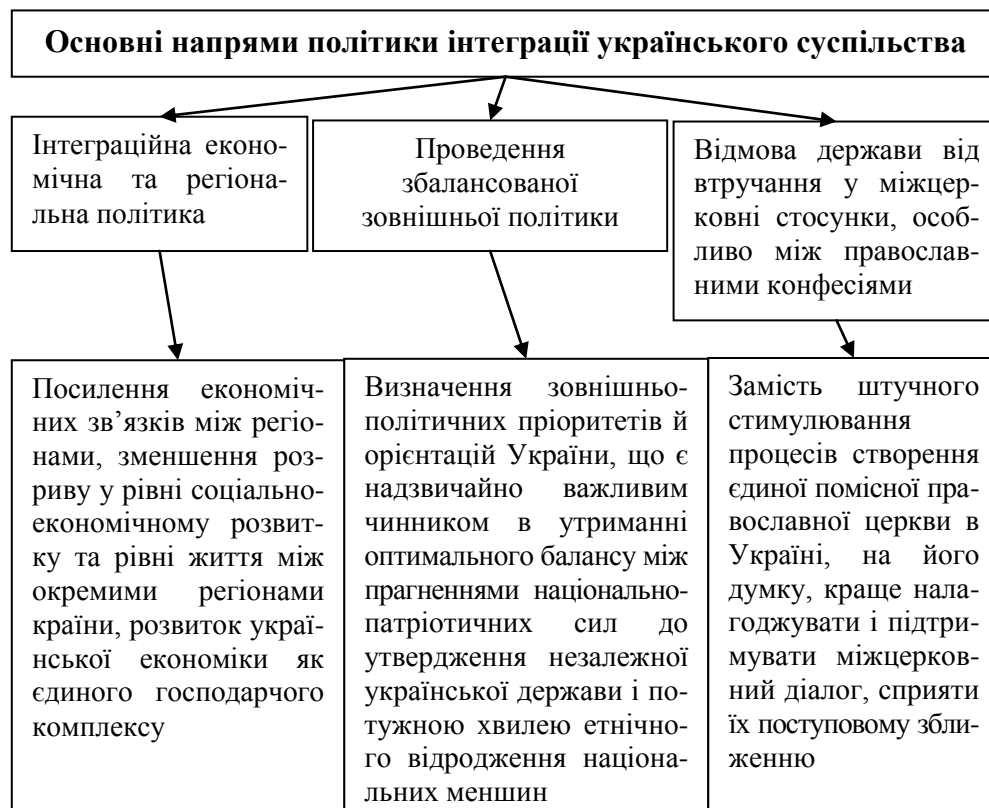 Основні напрями політики інтеграції українського суспільства
Інтеграційна еконо-
мічна та регіона-
льна політика
Проведення
збалансованої
зовнішньої політики
Відмова держави від
втручання у міжцер-
ковні стосунки, особ-
ливо між православ-
ними конфесіями
Посилення економіч-
них зв’язків між регіо-
нами, зменшення роз-
риву у рівні соціально-
економічному розвит-
ку та рівні життя між
окремими регіонами
країни, розвиток украї-
нської економіки як
єдиного господарчого
комплексу
Визначення зовнішньо-
політичних пріоритетів й
орієнтацій України, що є
надзвичайно важливим
чинником в утриманні
оптимального балансу між
прагненнями національно-
патріотичних сил до
утвердження незалежної
української держави і по-
тужною хвилею етнічно-
го відродження націона-
льних меншин
Замість штучного
стимулювання
процесів створення
єдиної помісної пра-
вославної церкви в
Україні, на його
думку, краще нала-
годжувати і підтри-
мувати міжцерков-
ний діалог, сприяти
їх поступовому збли-
женню